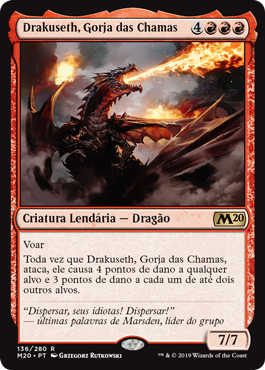 Drakuseth, Gorja das Chamas 4
Criatura Lendária — Dragão M20
Voar
Toda vez que Drakuseth, Gorja das Chamas,
ataca, ele causa 4 pontos de dano a qualquer
alvo e 3 pontos de dano a cada um de até dois
outros alvos.
“Dispersar, seus idiotas! Dispersar!”
— últimas palavras de Marsden, líder do grupo
7/7
136/280 R
M20 • PT GRZEGORZ RUTKOWSKI ™ & © 2019 Wizards of the Coast